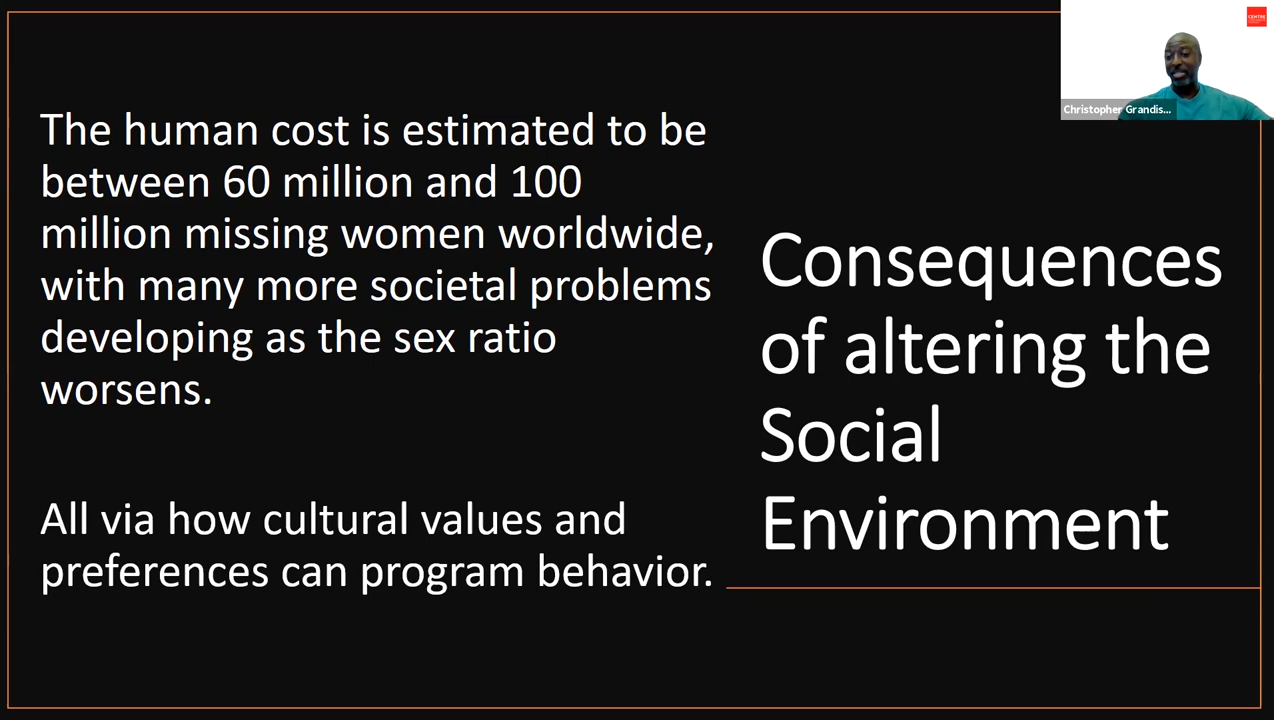 The human cost is estimated to be
between 60 million and 100
million missing women worldwide,
with many more societal problems
developing as the sex ratio
worsens.
All via how cultural values and
preferences can program behavior.
Consequences
of altering the
Social
Environment
Christopher Grandis...
CENTRE